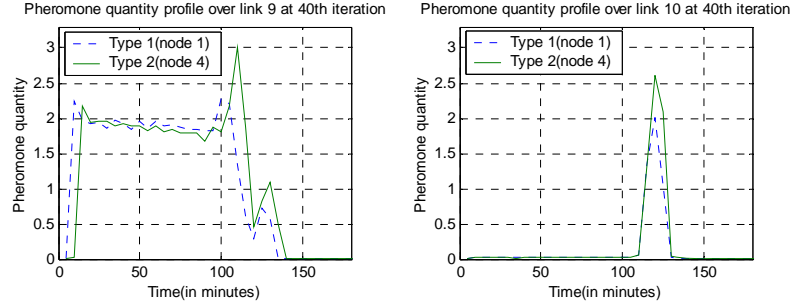 Pheromone quantity profile over link 9 at 40th iteration
Type 1(node 1)
Type 2(node 4)
Pheromone quantity
3
2.5
2
1.5
1
0.5
0
0
50
100
150
Time(in minutes)
Pheromone quantity profile over link 10 at 40th iteration
Type 1(node 1)
Type 2(node 4)
Pheromone quantity
3
2.5
2
1.5
1
0.5
0
0
50
100
150
Time(in minutes)